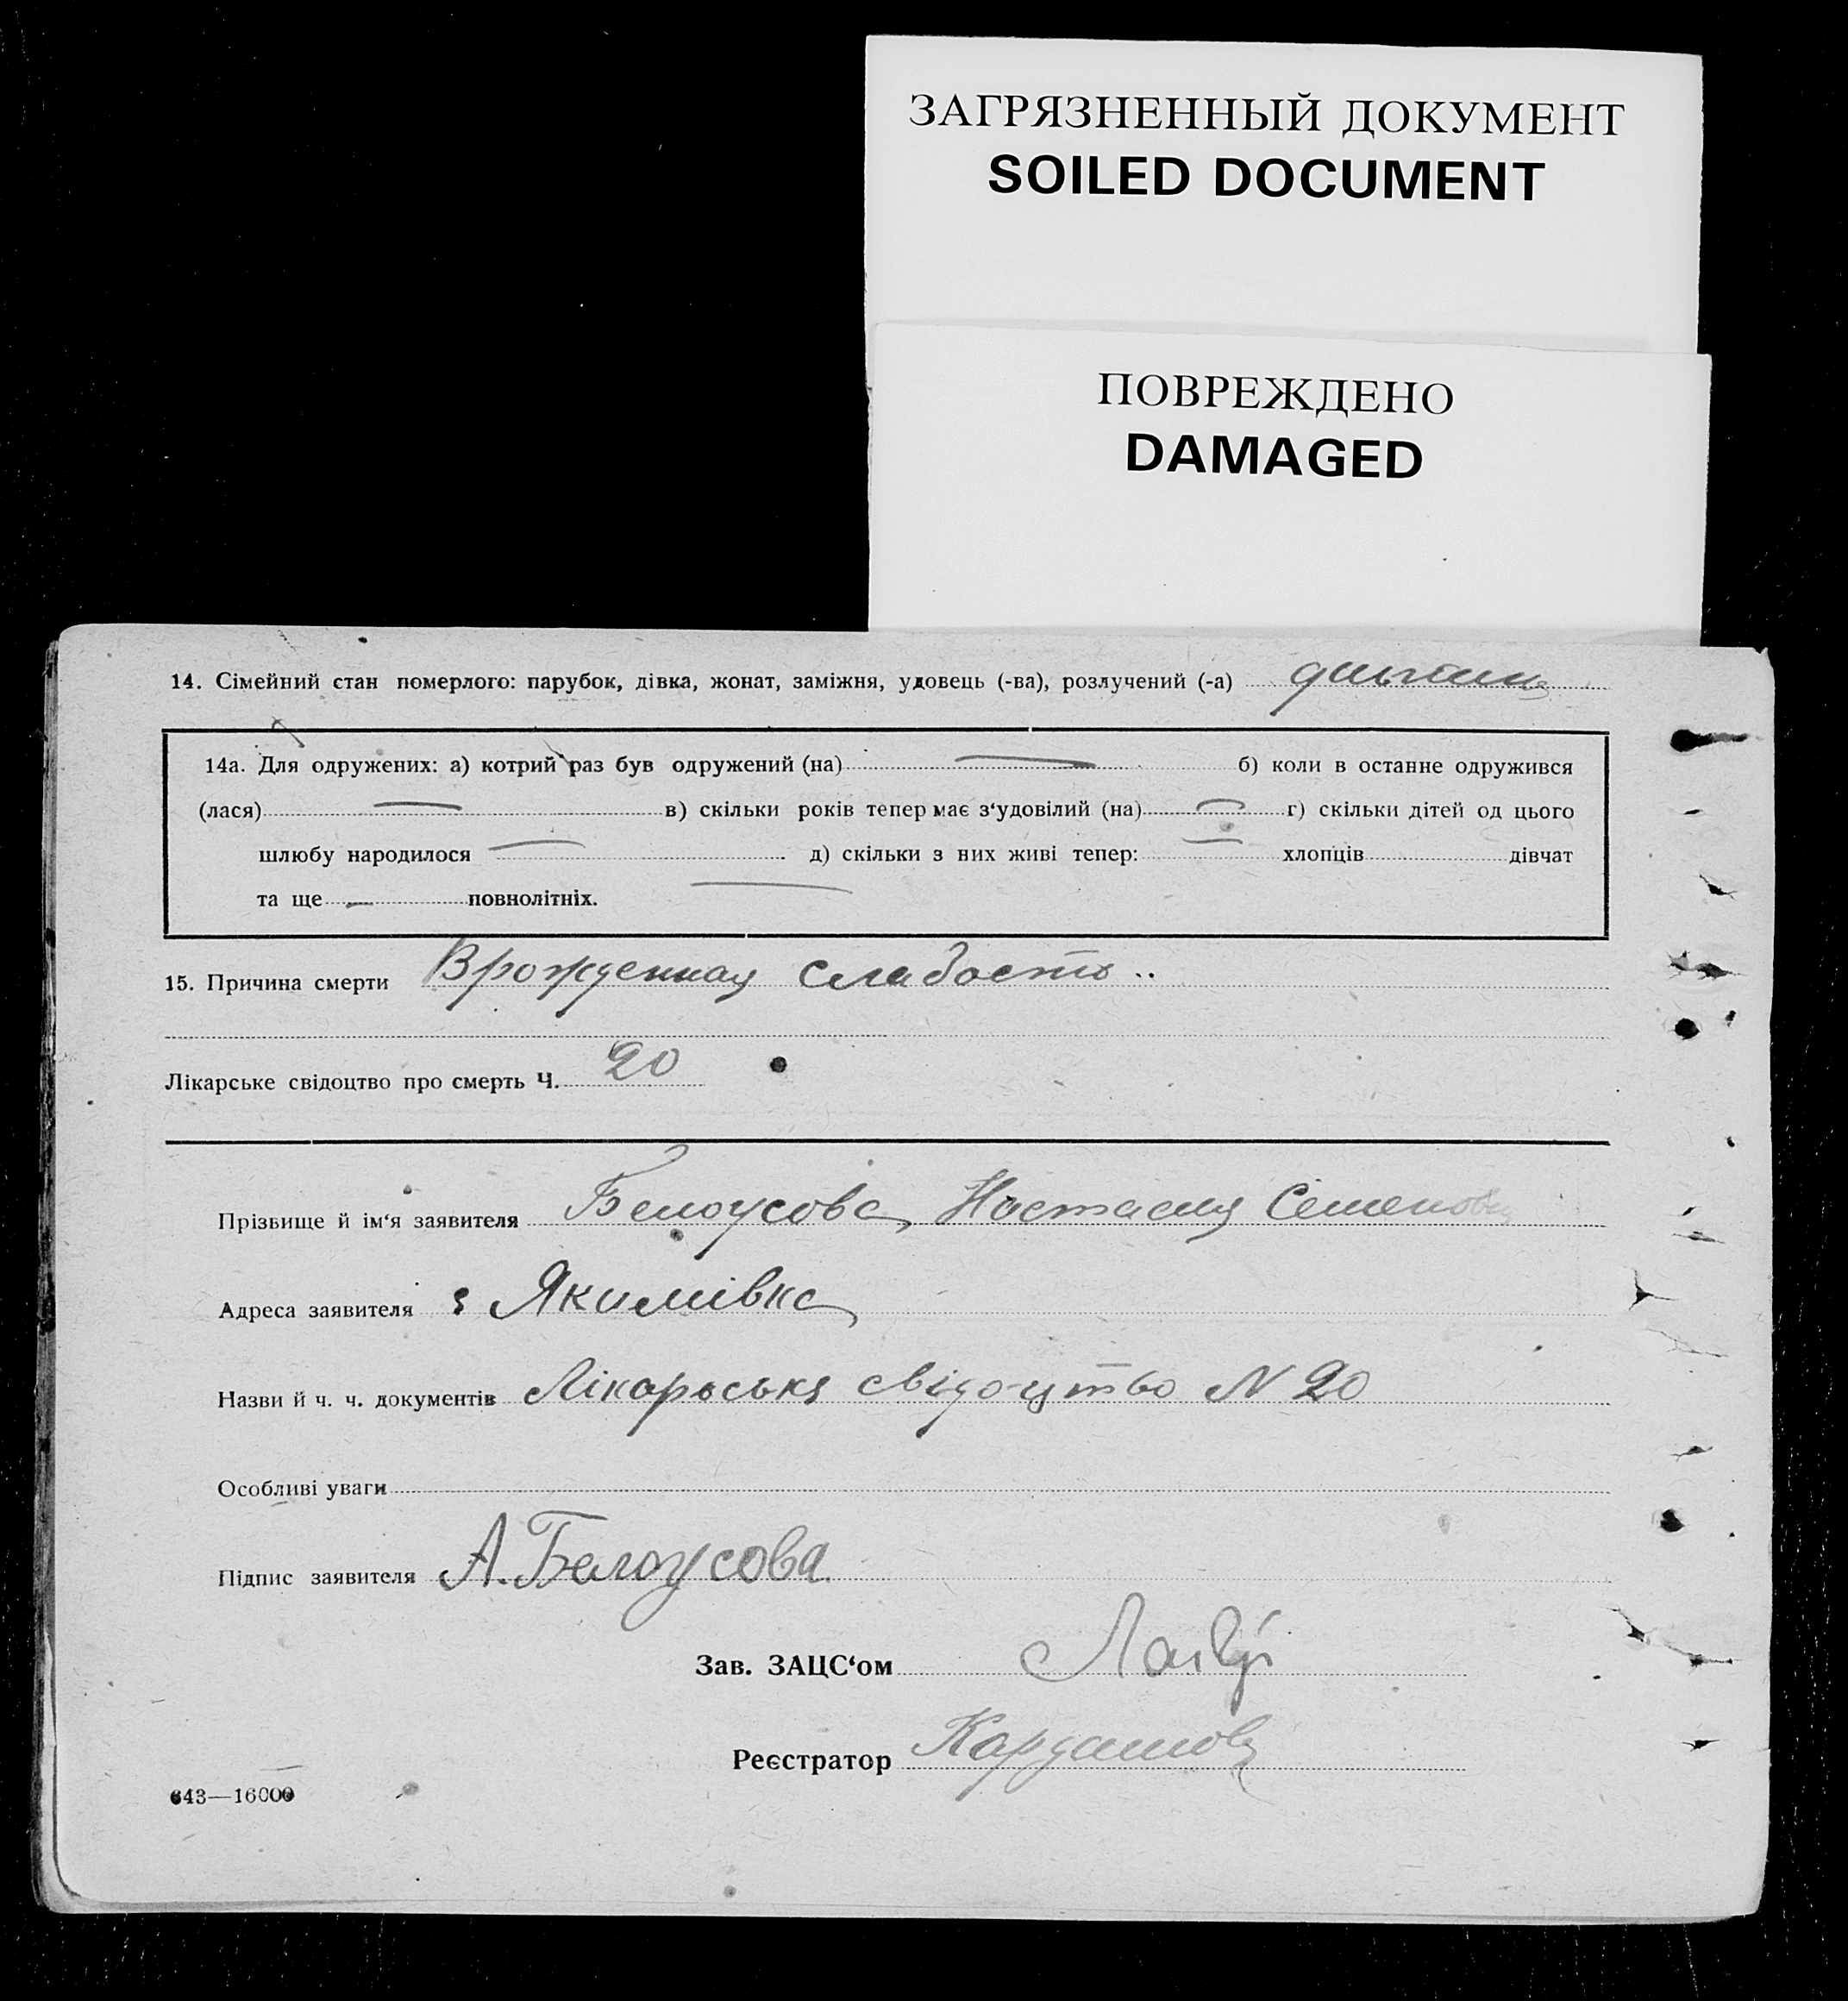 ЗАГРЯЗНЕННЫЙ ДОКУМЕНТ
SOILED DOCUMENT
ПОВРЕЖДЕНО
DAMAGED
14. Сімейний стан померлого: парубок, дівка, жонат, заміжня, удовець (-ва), розлучений (-а)
14а. Для одружених: а) котрий раз був одружений (на) — б) коли в останне одружився
(лася) — в) скільки років тепер має з‘удовілий (на) — г) скільки дітей од цього
шлюбу народилося — д) скільки з них живі тепер: — хлопців дівчат
та ще — повнолітніх. —
15. Причина смерти Врожденная слабость..
Лікарське свідоцтво про смерть Ч. 20
Прізвище й ім‘я заявителя Белоусова Настасия Семенова
Адреса заявителя с Якимівка
Назви й ч. ч. документів Лікарське свідоцтво N 20
Особливі уваги
Підпис заявителя А. Белоусова.
Зав. ЗАЦС‘ом
Реєстратор
643—16000